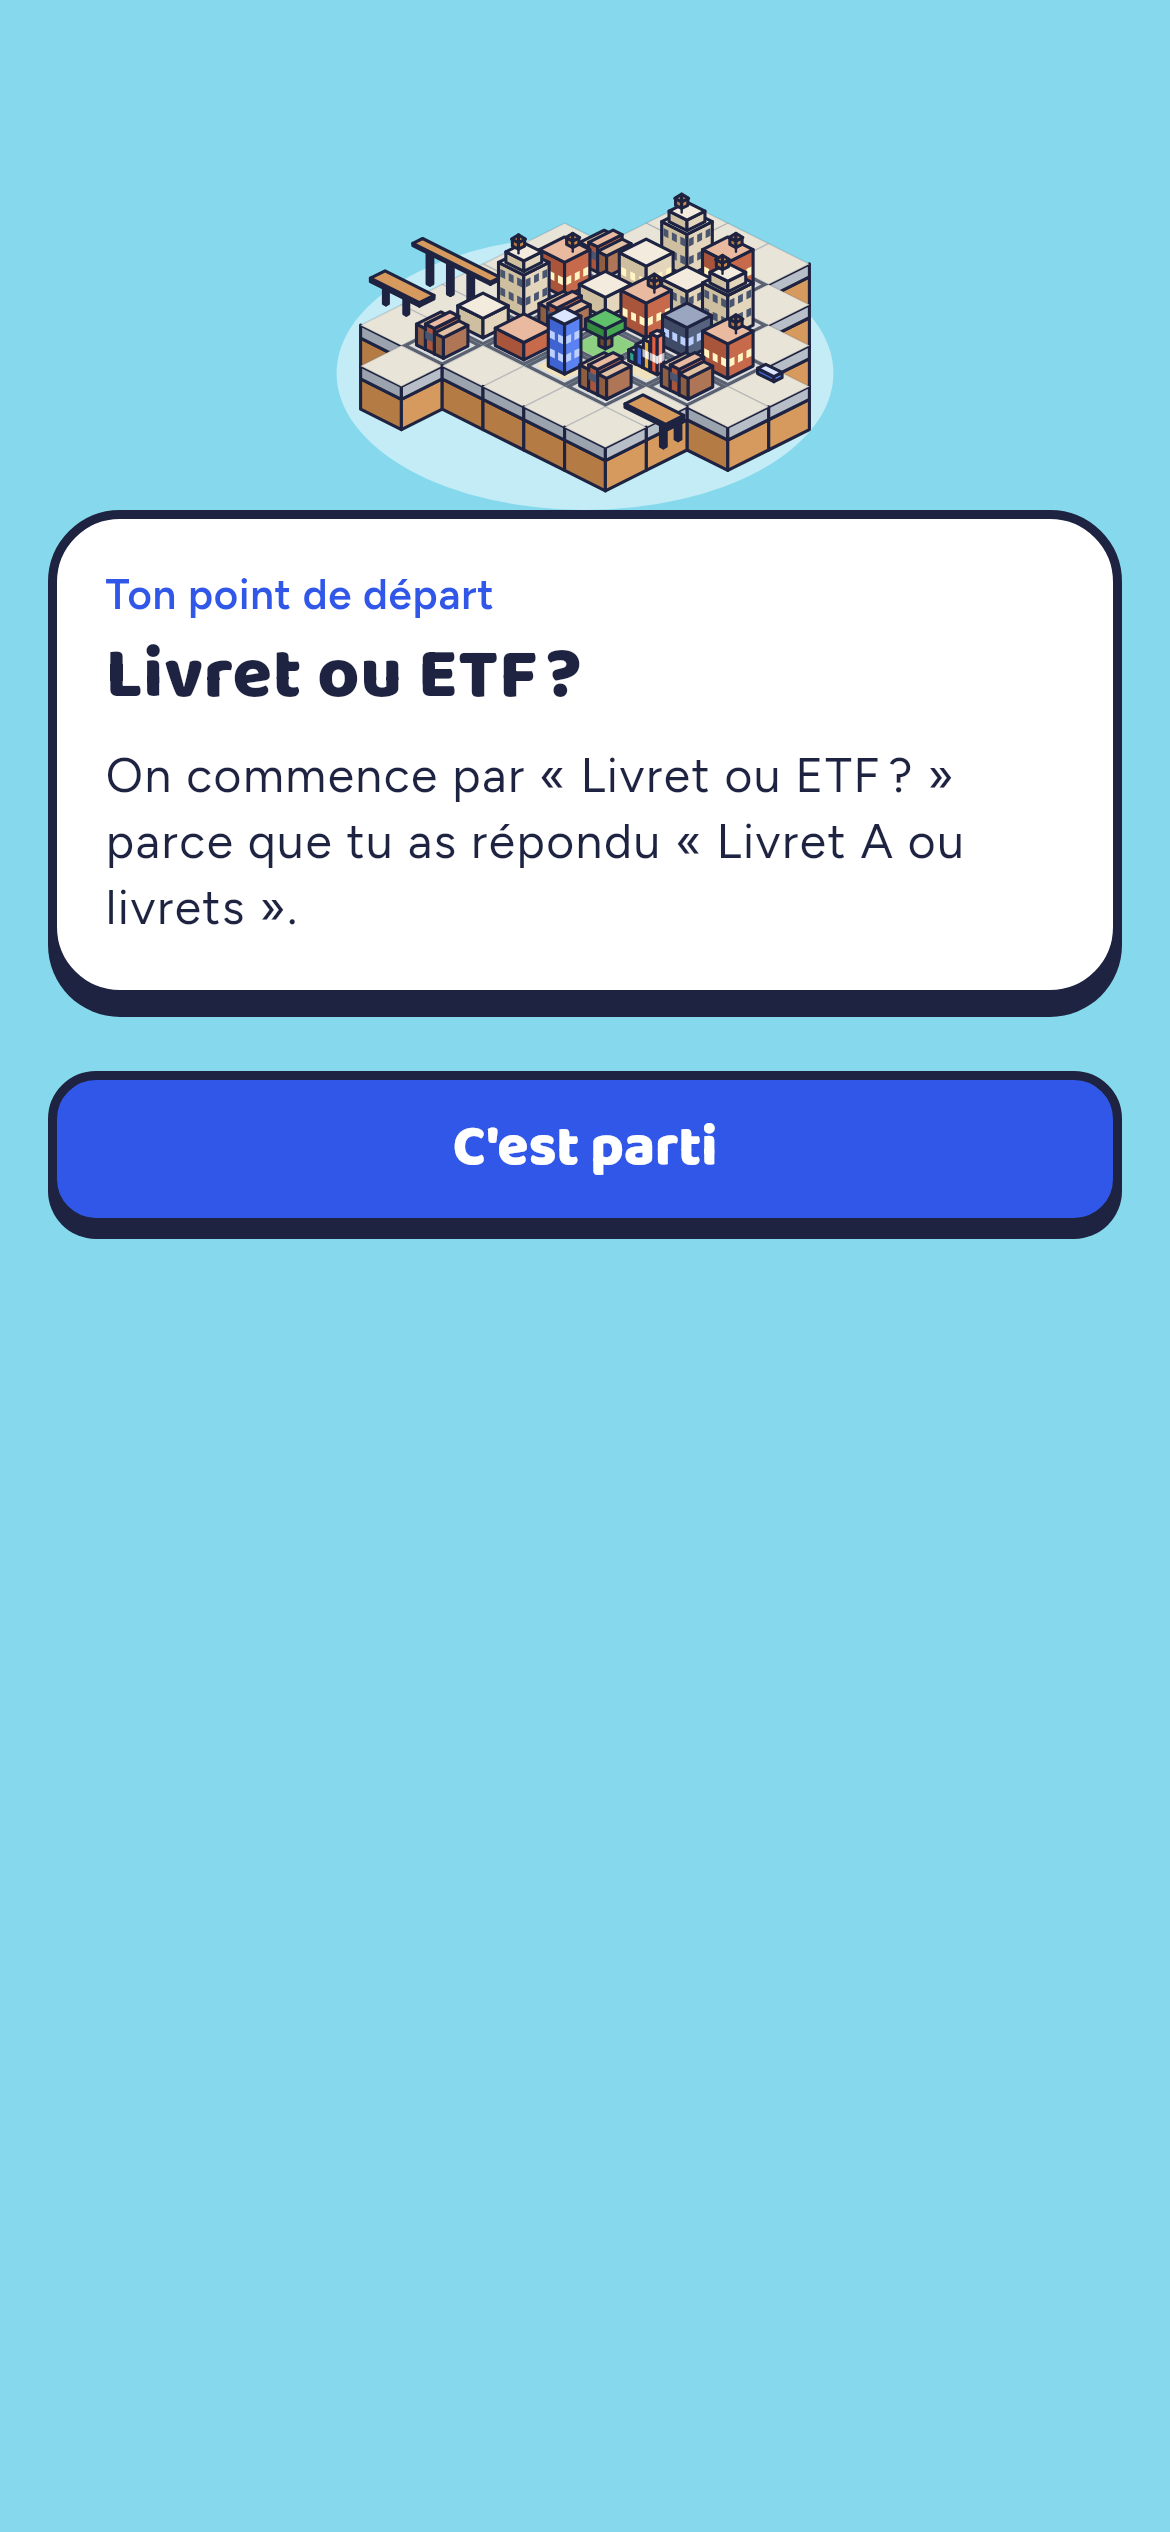 Ton point de départ
Livret ou ETF ?
On commence par « Livret ou ETF ? »
parce que tu as répondu « Livret A ou
livrets ».
C'est parti